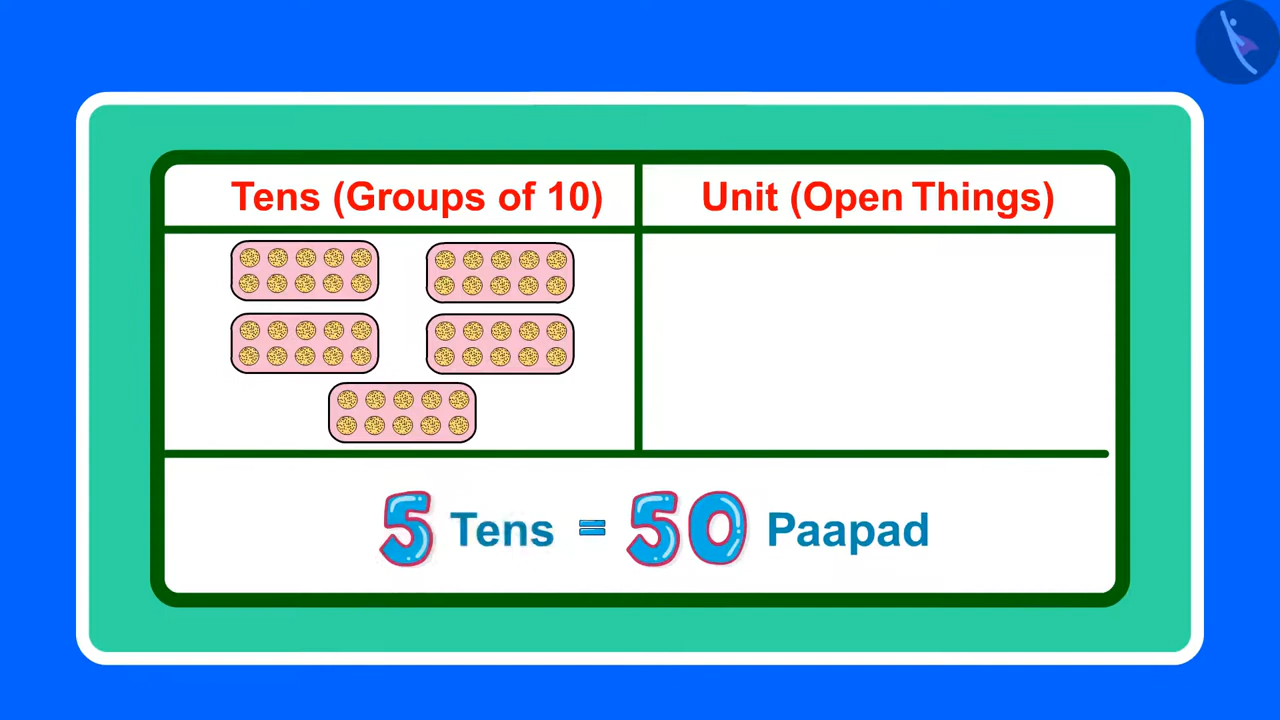 Tens (Groups of 10)
Unit (Open Things)
5 Tens = 50 Paapad